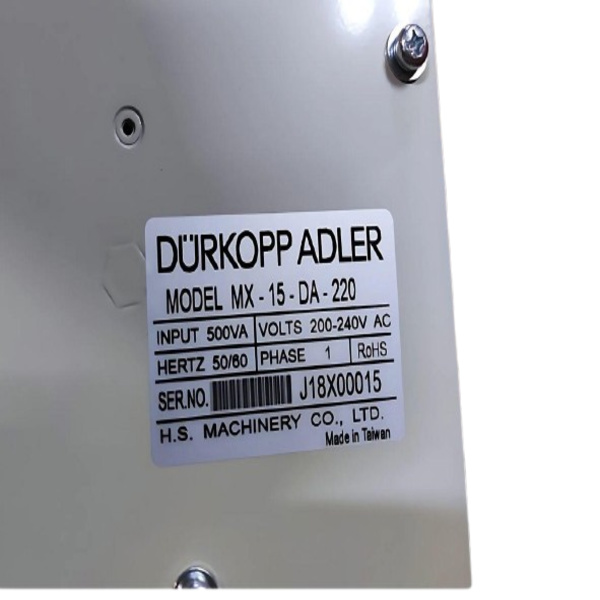 DÜRKOPP ADLER
MODEL MX - 15 - DA - 220
INPUT 500VA VOLTS 200-240V AC
HERTZ 50/60 PHASE 1 RoHS
SER.NO. J18X00015
H.S. MACHINERY CO., LTD.
Made in Taiwan